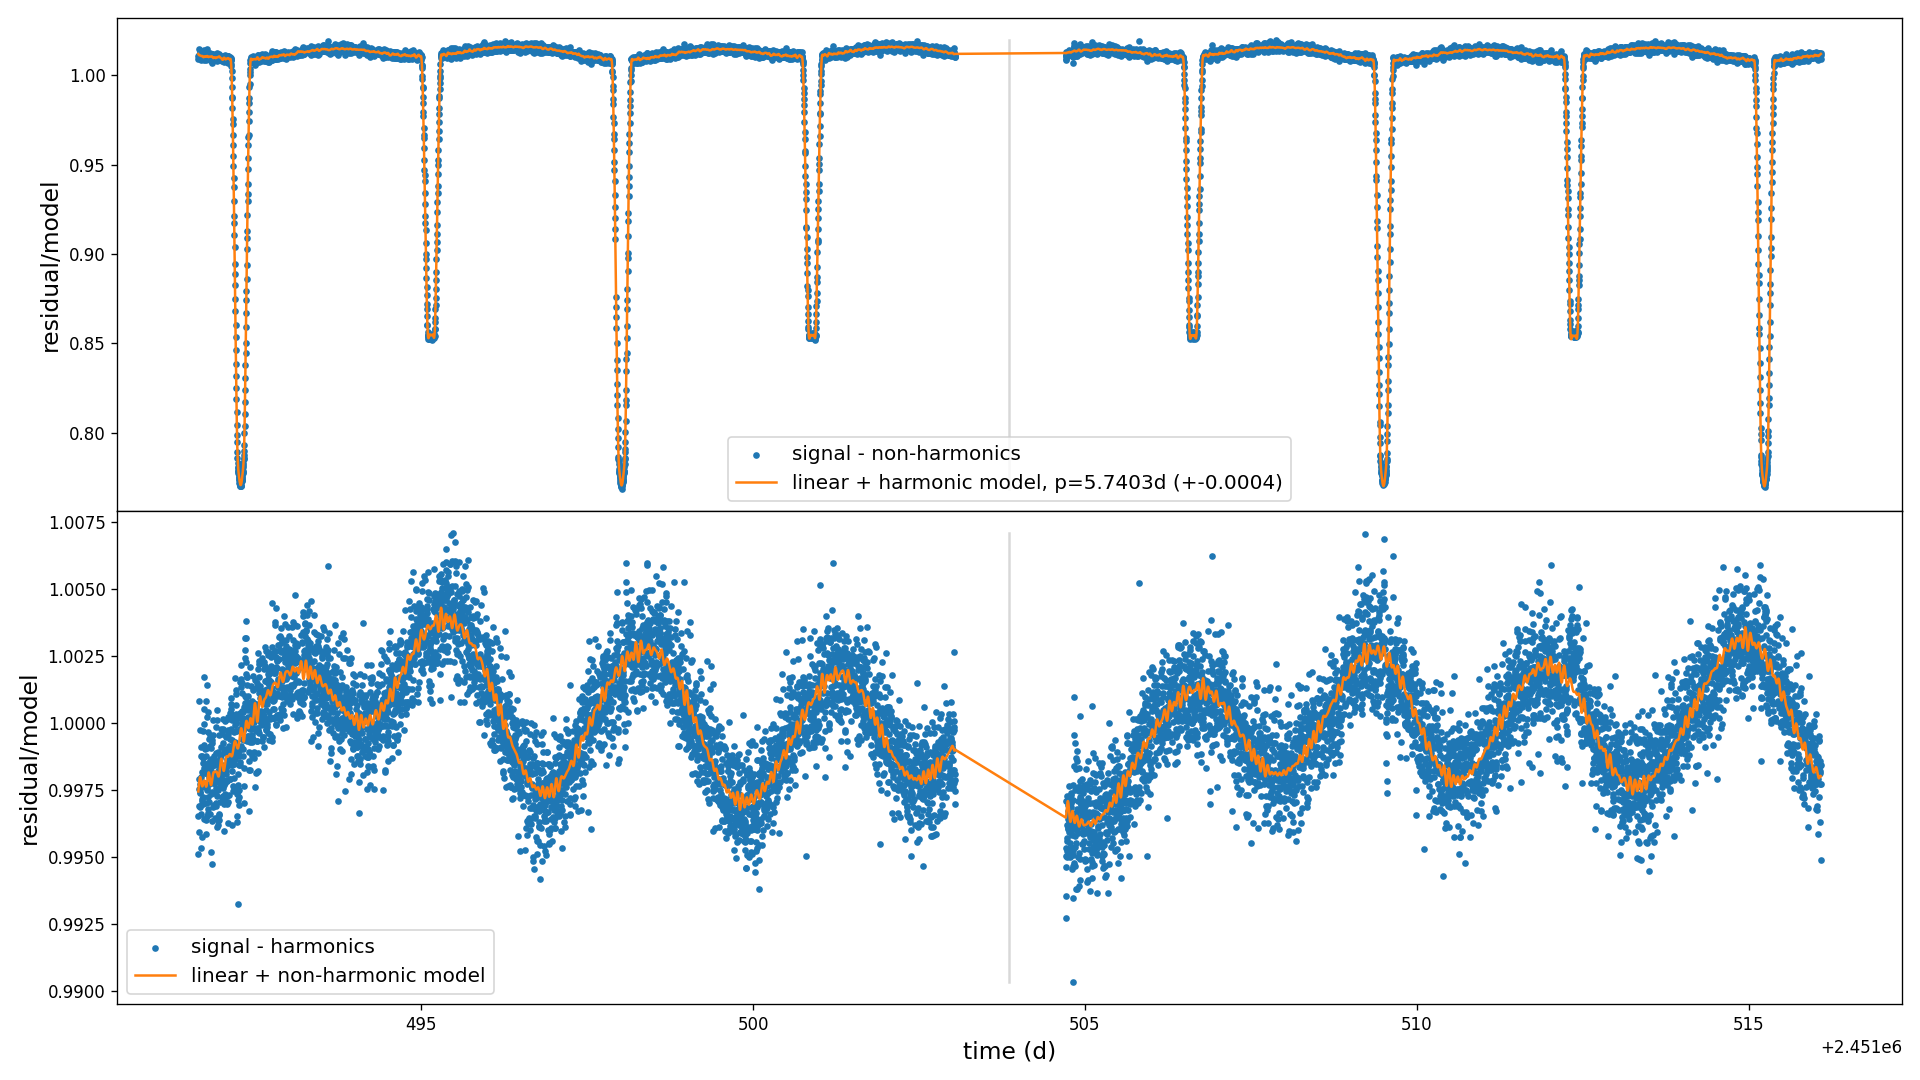 residual/model
1.00
0.95
0.90
0.85
0.80
signal - non-harmonics
linear + harmonic model, p=5.7403d (+-0.0004)
residual/model
1.0075
1.0050
1.0025
1.0000
0.9975
0.9950
0.9925
0.9900
signal - harmonics
linear + non-harmonic model
495
500
505
510
515
time (d)
+2.451e6